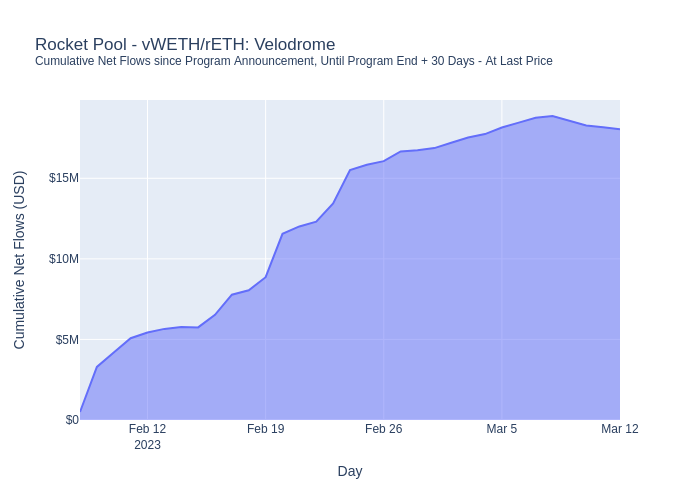 Rocket Pool - vWETH/rETH: Velodrome
Cumulative Net Flows since Program Announcement, Until Program End + 30 Days - At Last Price
Cumulative Net Flows (USD)
$15M
$10M
$5M
$0
Feb 12
2023
Feb 19
Feb 26
Mar 5
Mar 12
Day